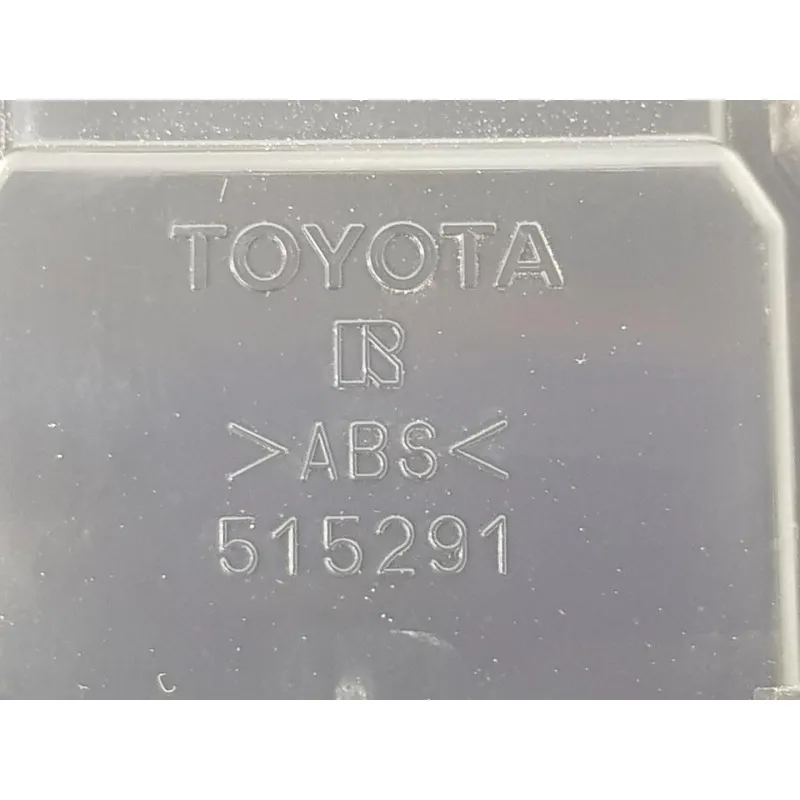 TOYOTA
R
>ABS<
515291